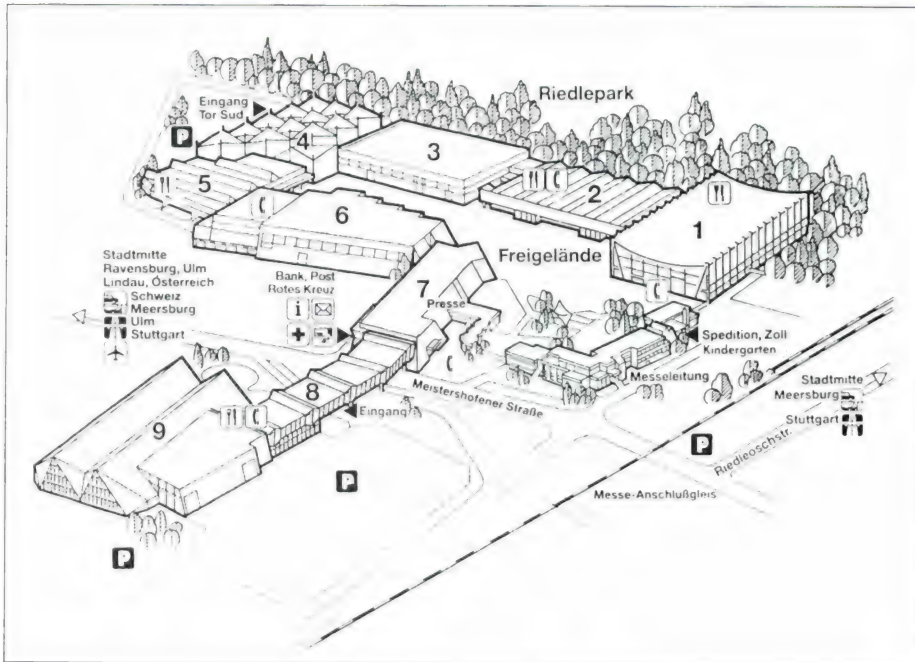 Riedlepark
Eingang
Tor Süd
P
4
3
5
2
1
6
Freigelände
Stadtmitte
Ravensburg, Ulm
Lindau, Österreich
Schweiz
Meersburg
Ulm
Stuttgart
Bank, Post
Rotes Kreuz
i
7
Presse
Spedition, Zoll
Kindergarten
Messeleitung
Meistershofener Straße
8
Eingang
9
Stadtmitte
Meersburg
Stuttgart
Riedleöschstr.
P
P
Messe-Anschlußgleis
P